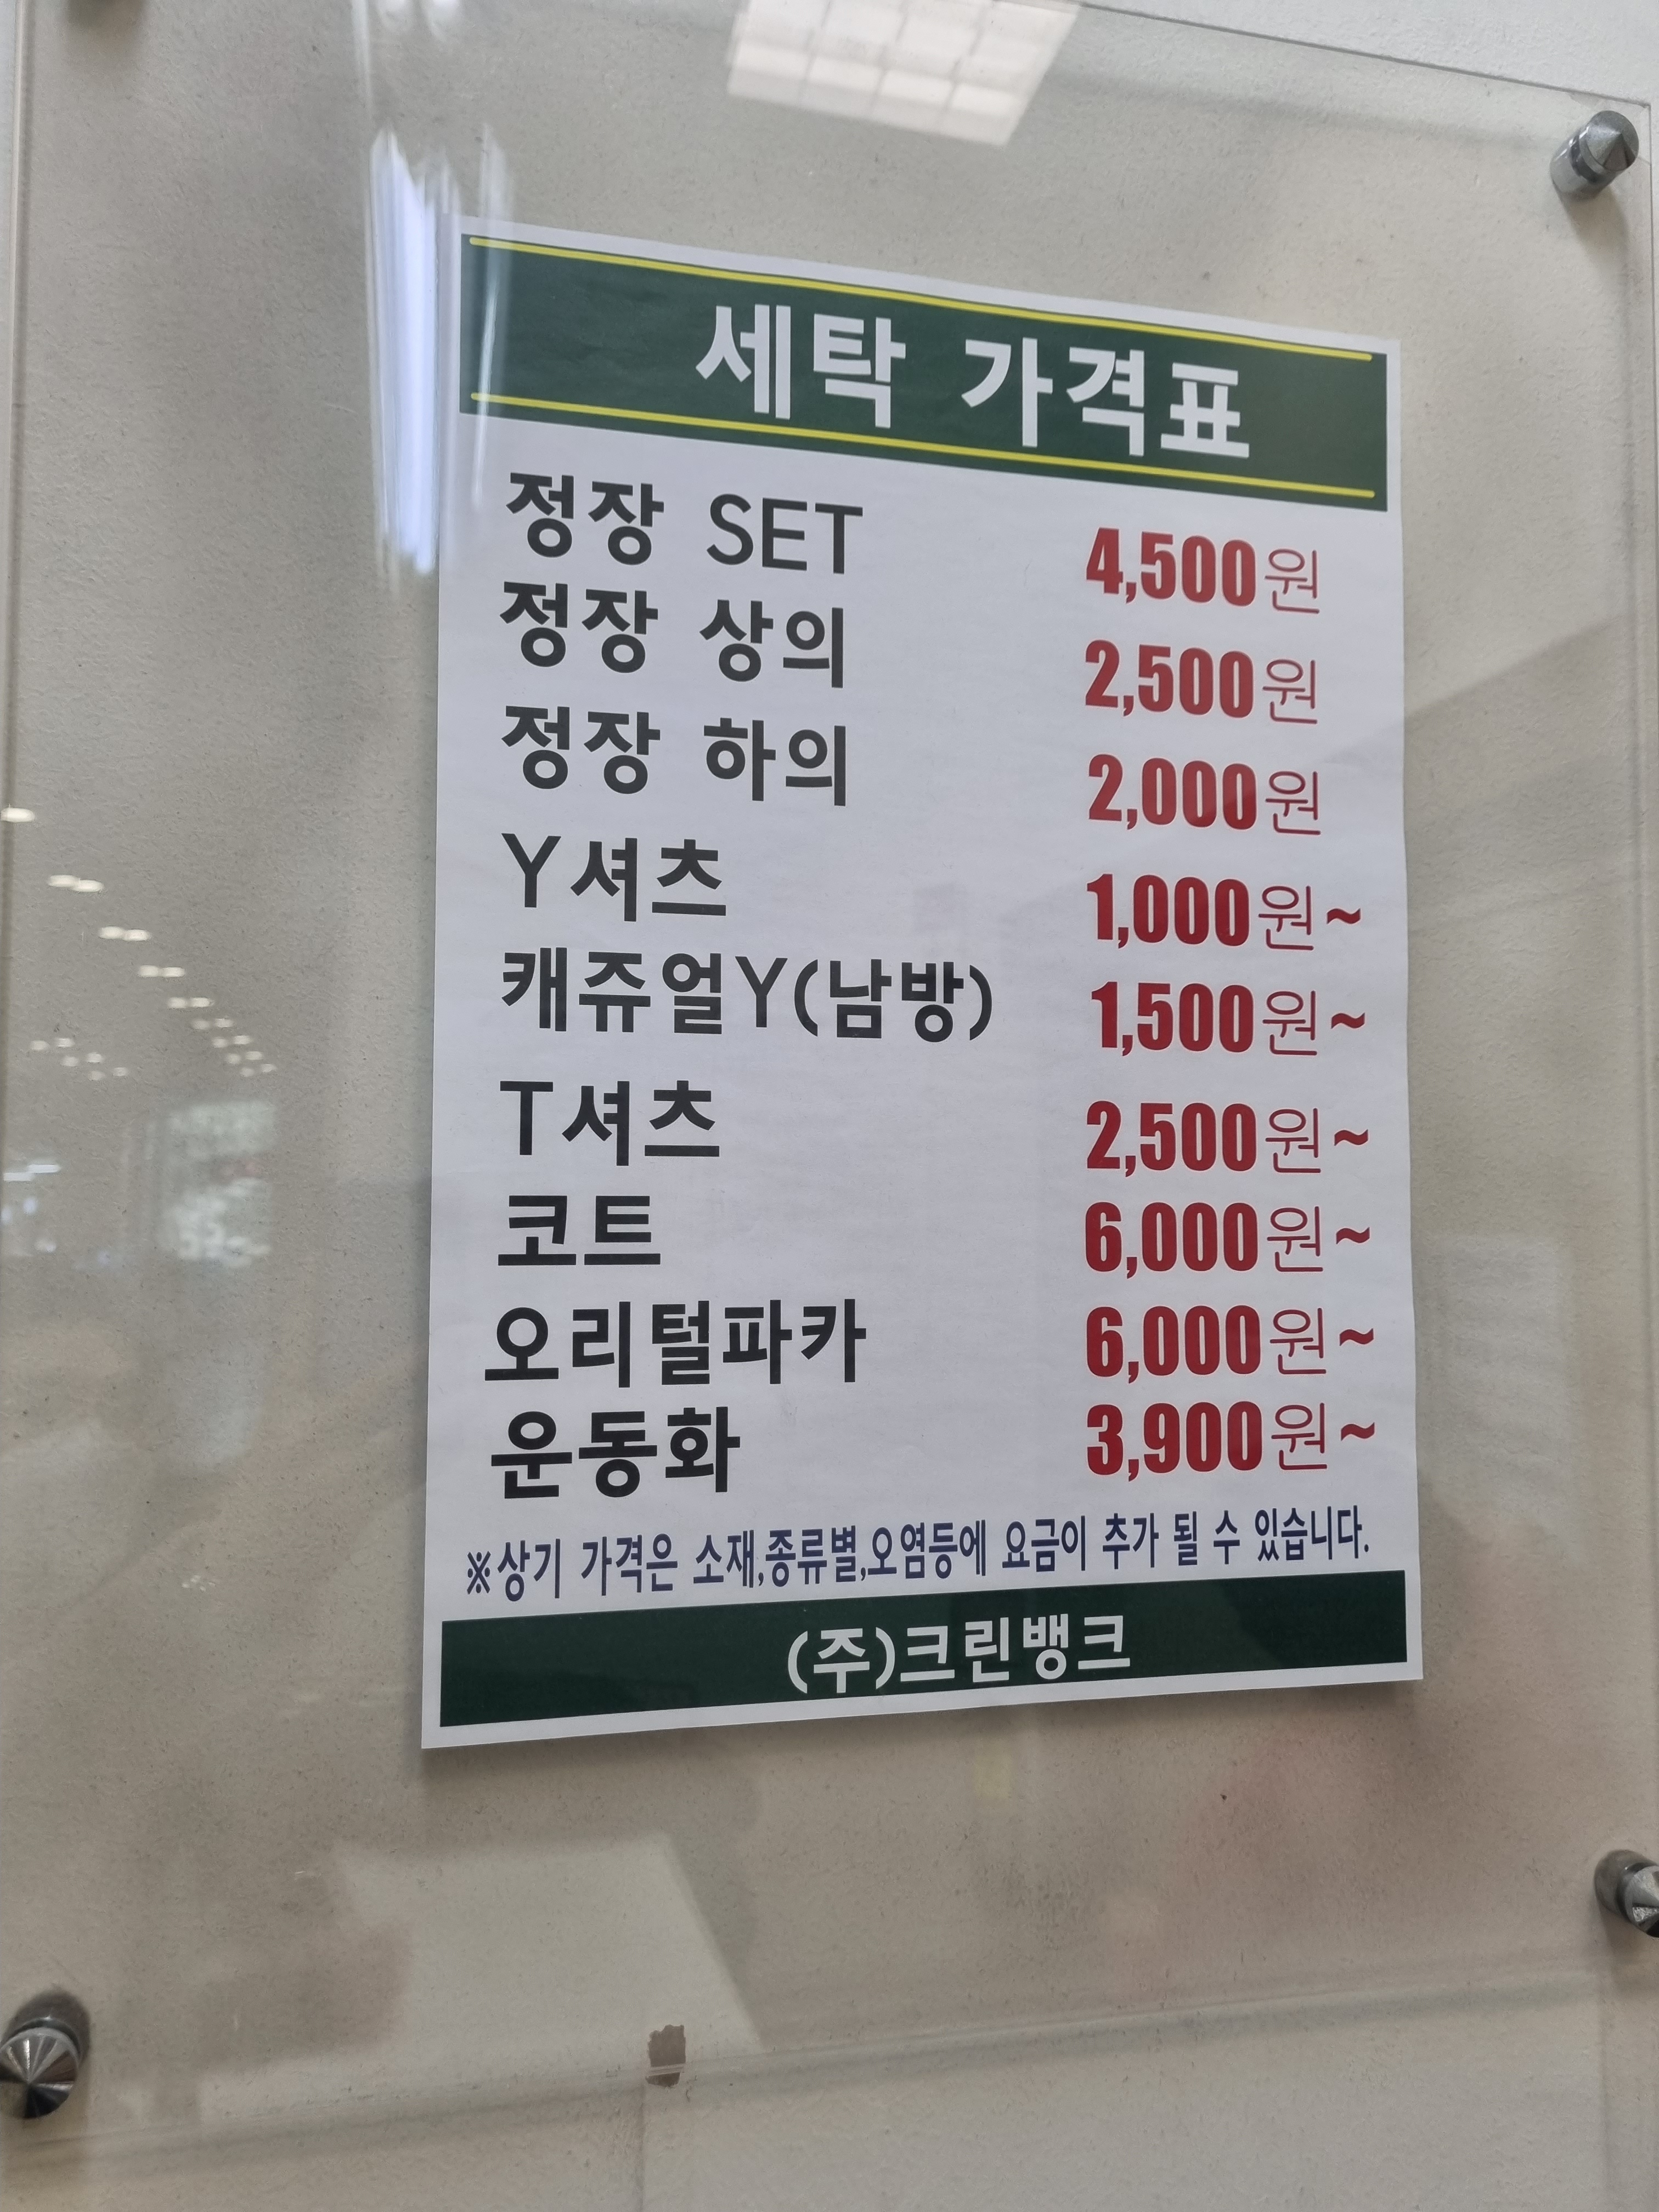 세탁 가격표
정장 SET 4,500원
정장 상의 2,500원
정장 하의 2,000원
Y셔츠 1,000원~
캐쥬얼Y(남방) 1,500원~
T셔츠 2,500원~
코트 6,000원~
오리털파카 6,000원~
운동화 3,900원~
※상기 가격은 소재,종류별,오염등에 요금이 추가 될 수 있습니다.
(주)크린뱅크